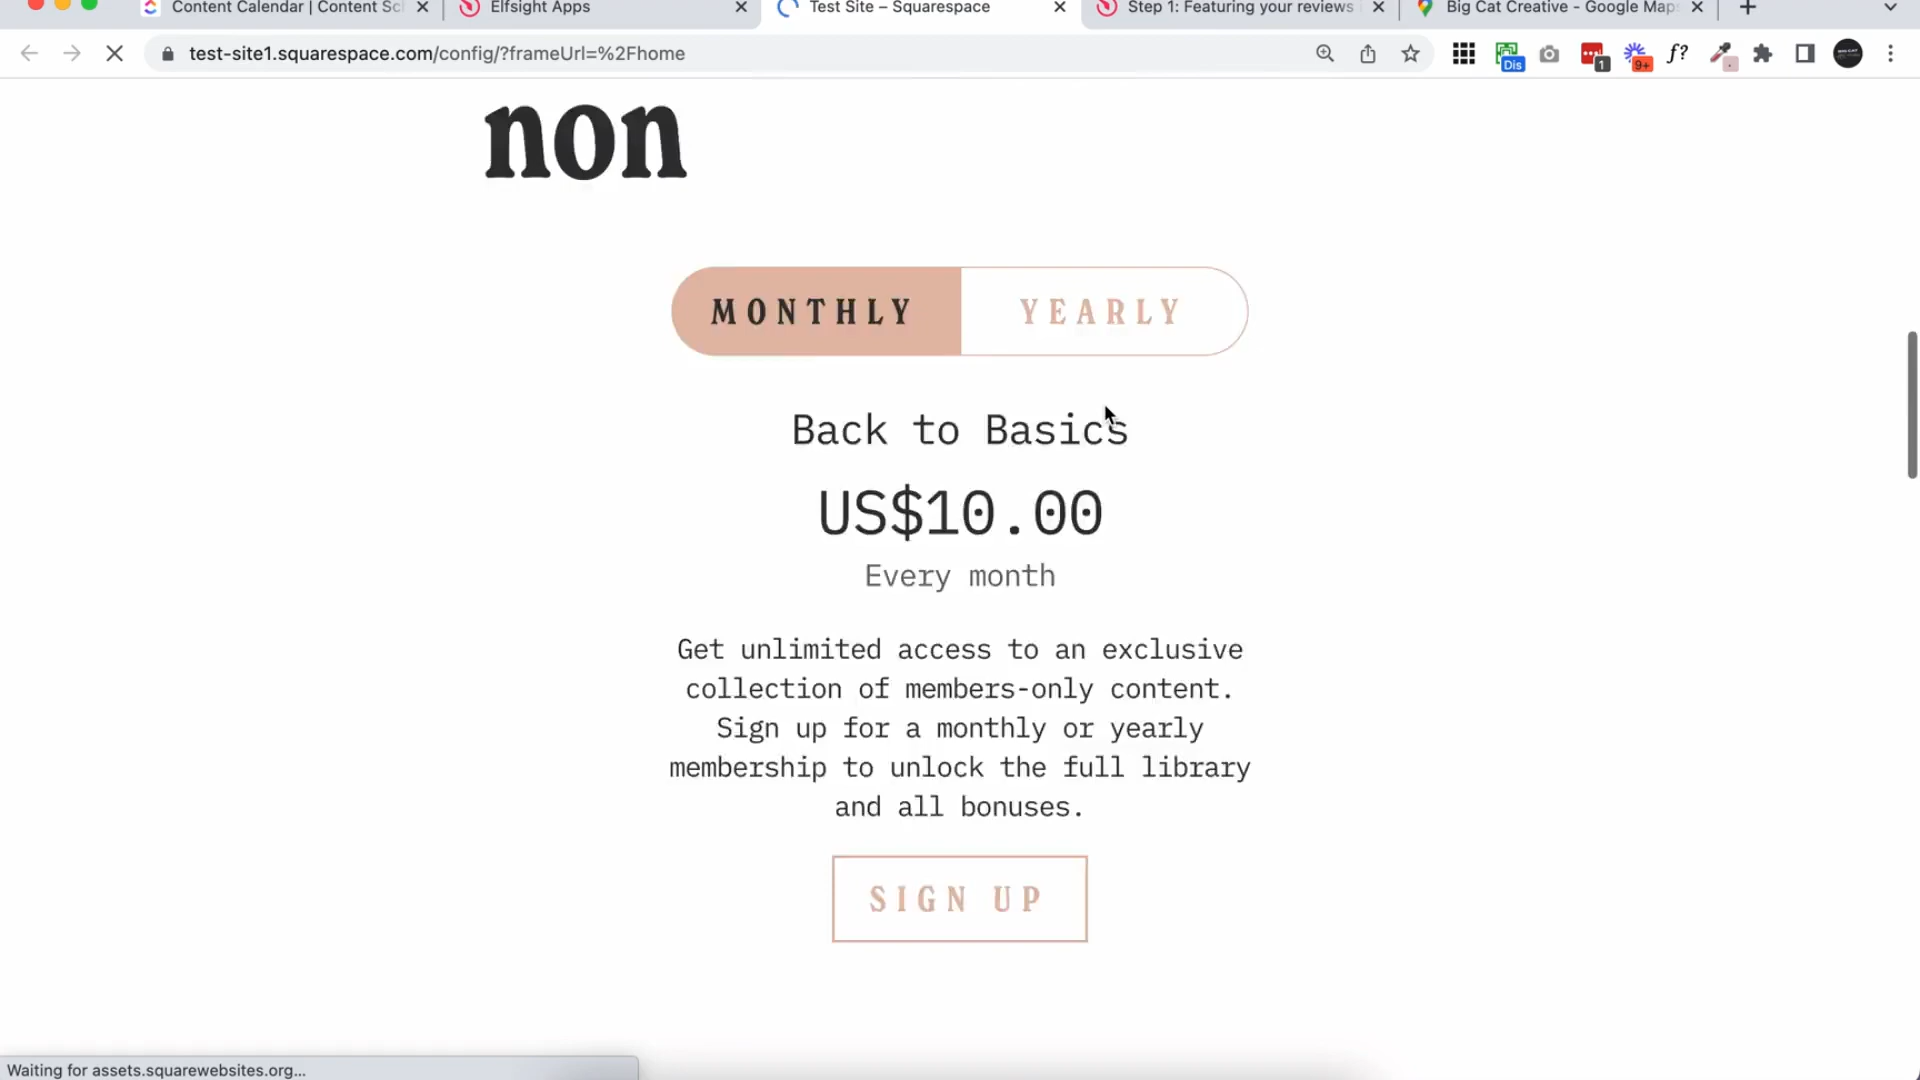 Content Calendar | Content Sc
Elfsight Apps
Test Site – Squarespace
Step 1: Featuring your reviews
Big Cat Creative - Google Map
test-site1.squarespace.com/config/?frameUrl=%2Fhome
Dis
1
9+
f?
non
MONTHLY
YEARLY
Back to Basics
US$10.00
Every month
Get unlimited access to an exclusive
collection of members-only content.
Sign up for a monthly or yearly
membership to unlock the full library
and all bonuses.
SIGN UP
Waiting for assets.squarewebsites.org...